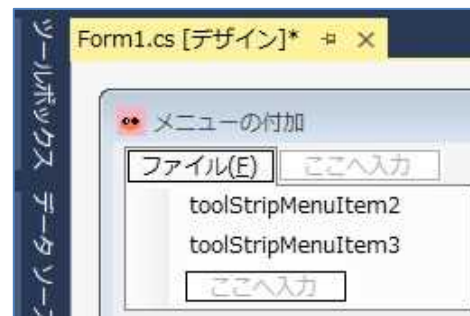 ツールボックス
データ ソース
Form1.cs [デザイン]*
メニューの付加
ファイル(F) ここへ入力
toolStripMenuItem2
toolStripMenuItem3
ここへ入力